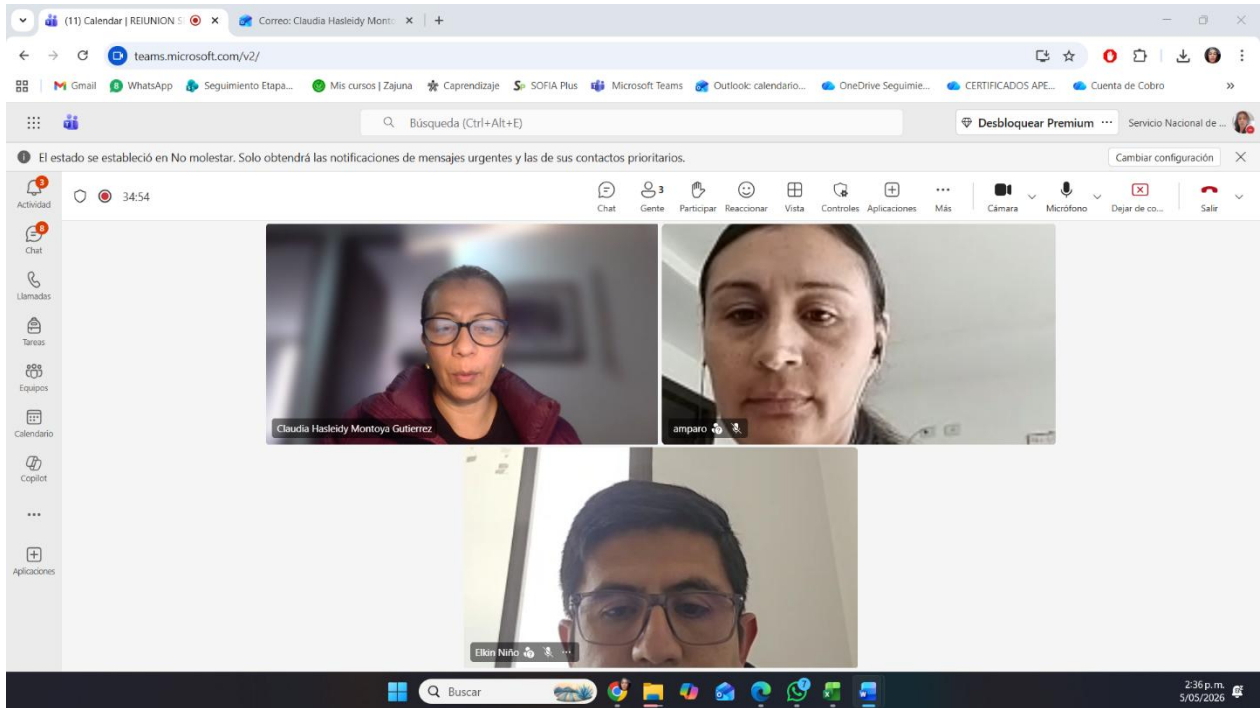 (11) Calendar | REIUNION S
Correo: Claudia Hasleidy Monto
teams.microsoft.com/v2/
Gmail
WhatsApp
Seguimiento Etapa...
Mis cursos | Zajuna
Caprendizaje
SOFIA Plus
Microsoft Teams
Outlook: calendario...
OneDrive Seguimie...
CERTIFICADOS APE...
Cuenta de Cobro
»
Búsqueda (Ctrl+Alt+E)
Desbloquear Premium ...
Servicio Nacional de ...
El estado se estableció en No molestar. Solo obtendrá las notificaciones de mensajes urgentes y las de sus contactos prioritarios.
Cambiar configuración
3
Actividad
8
Chat
Llamadas
Tareas
Equipos
Calendario
Copilot
Aplicaciones
34:54
Chat
3
Gente
Participar
Reaccionar
Vista
Controles
Aplicaciones
Más
Cámara
Micrófono
Dejar de co...
Salir
Claudia Hasleidy Montoya Gutierrez
amparo
Elkin Niño
Buscar
7
2:36 p.m.
5/05/2026